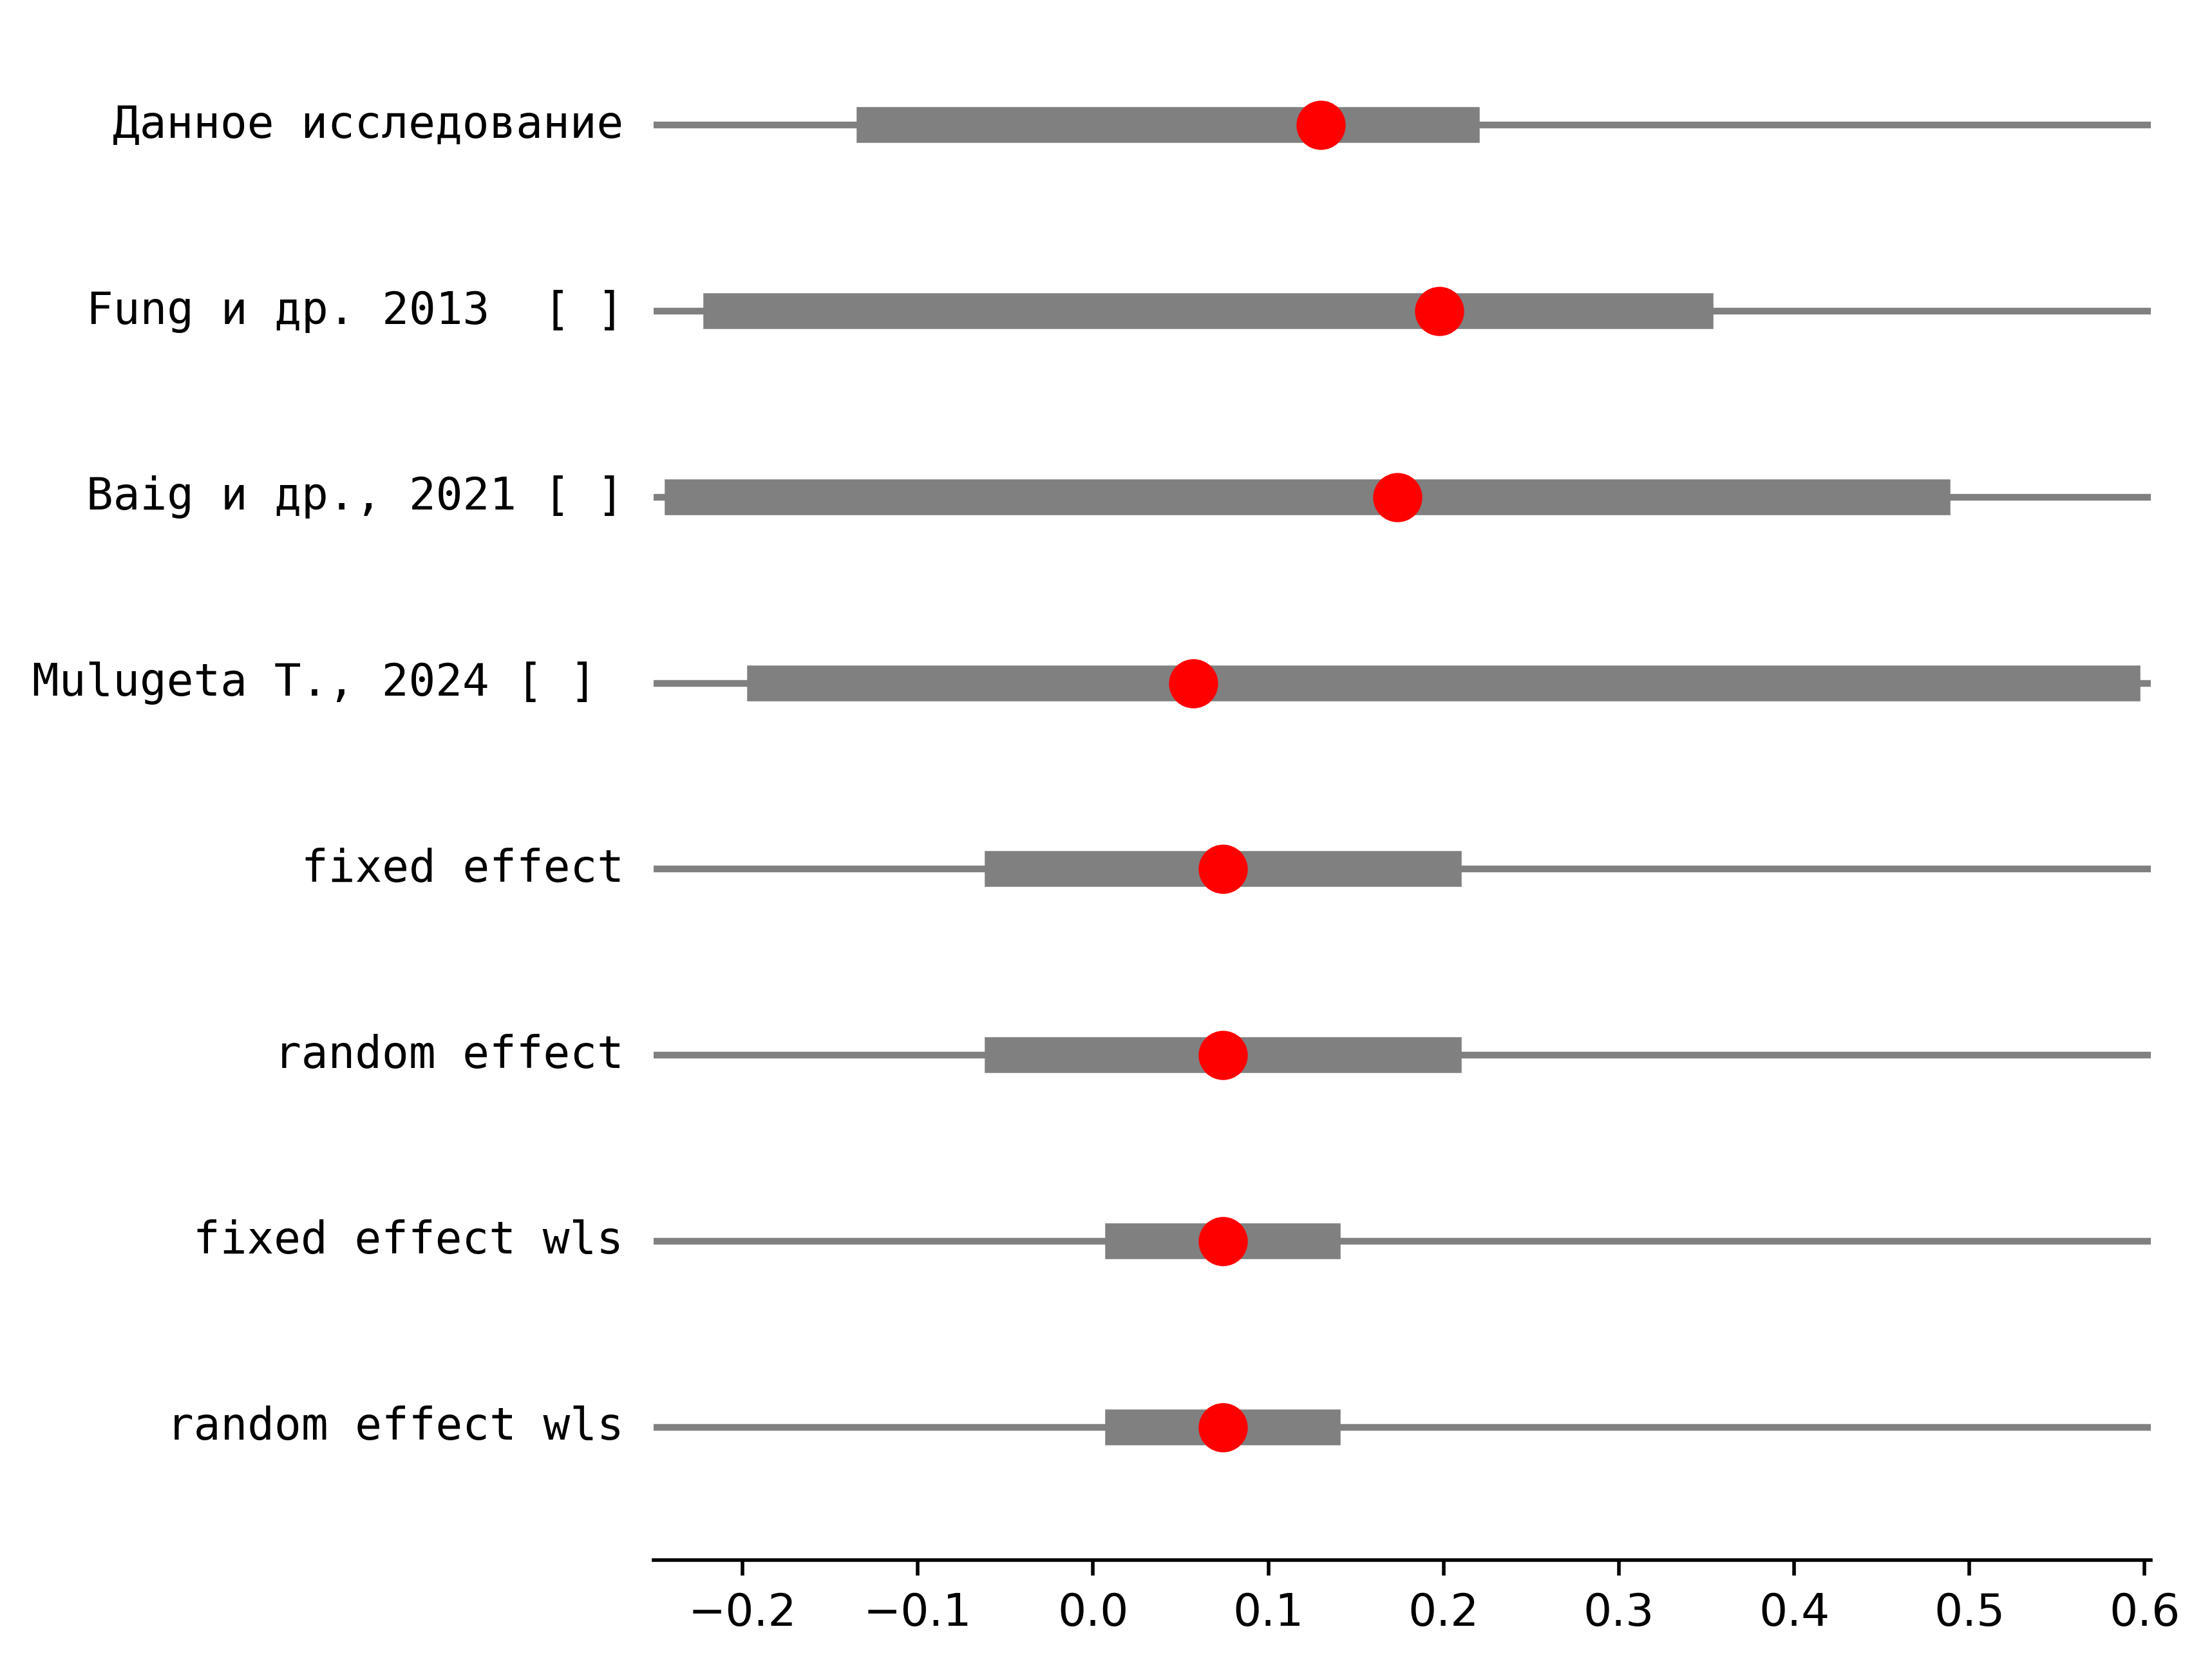 Данное исследование
Fung и др. 2013  [ ]
Baig и др., 2021 [ ]
Mulugeta T., 2024 [ ]
fixed effect
random effect
fixed effect wls
random effect wls
−0.2 −0.1 0.0 0.1 0.2 0.3 0.4 0.5 0.6